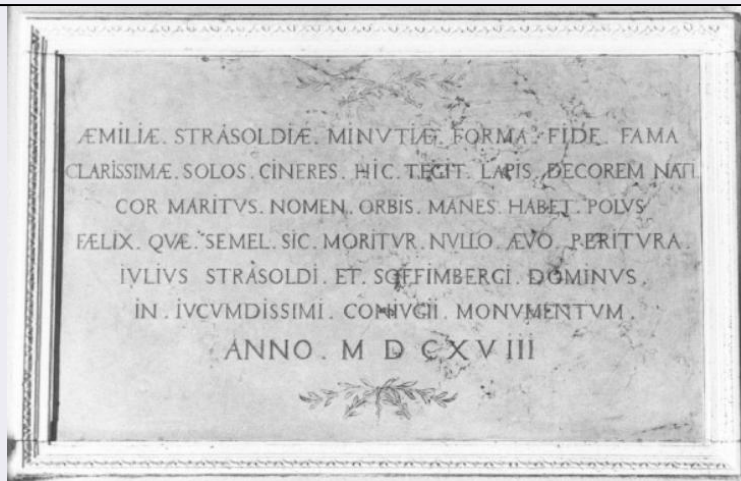 ÆMILIÆ. STRASOLDIÆ. MINVTIÆ. FORMA. FIDE. FAMA
CLARISSIMÆ. SOLOS. CINERES. HIC. TEGIT. LAPIS. DECOREM NATI
COR MARITVS. NOMEN. ORBIS. MANES. HABET. POLVS
FÆLIX. QVÆ. SEMEL. SIC. MORITVR. NVLLO. ÆVO. PERITVRA.
IVLIVS STRASOLDI. ET. SOFFIMBERGI. DOMINVS.
IN. IVCVMDISSIMI. CONIVGII. MONVMENTVM.
ANNO. M D C X V III